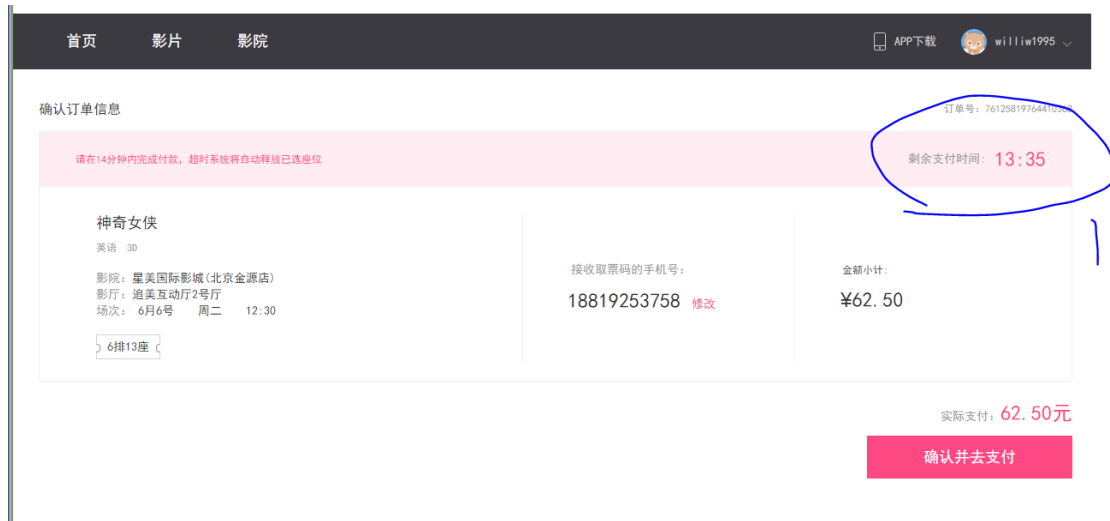 首页 影片 影院 APP下载 williw1995
确认订单信息 订单号: 76125819764410368
请在14分钟内完成付款，超时系统将自动释放已选座位 剩余支付时间: 13:35
神奇女侠
英语 3D
影院：星美国际影城(北京金源店)
影厅：追美互动厅2号厅
场次： 6月6号 周二 12:30
6排13座
接收取票码的手机号：
18819253758 修改
金额小计：
¥62.50
实际支付：62.50元
确认并去支付